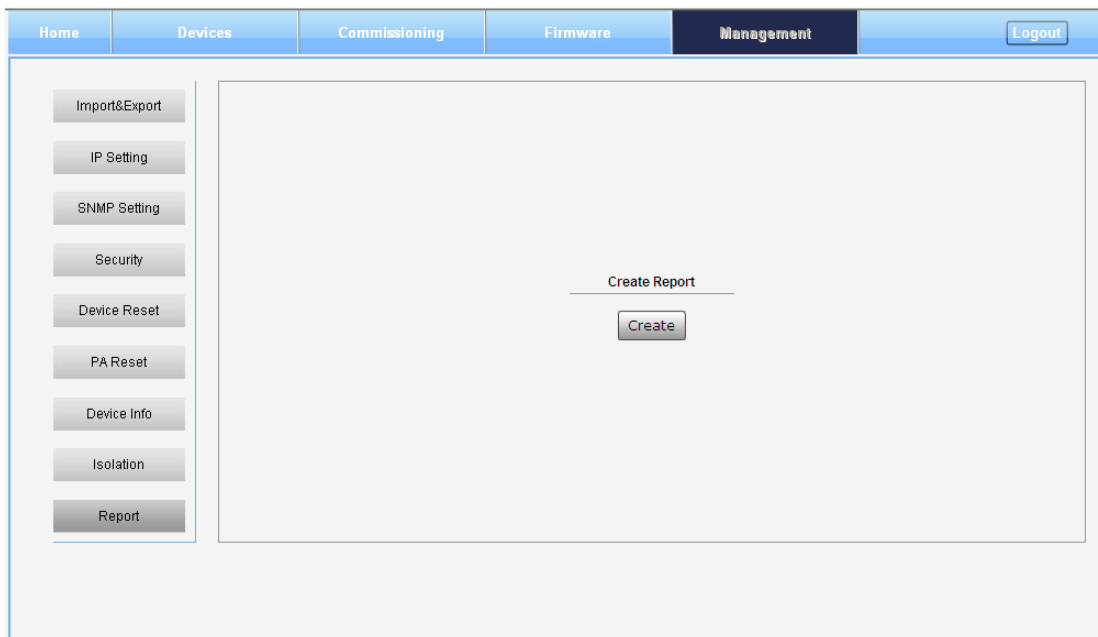 Home Devices Commissioning Firmware Management Logout
Import&Export
IP Setting
SNMP Setting
Security
Device Reset
PA Reset
Device Info
Isolation
Report
Create Report
Create